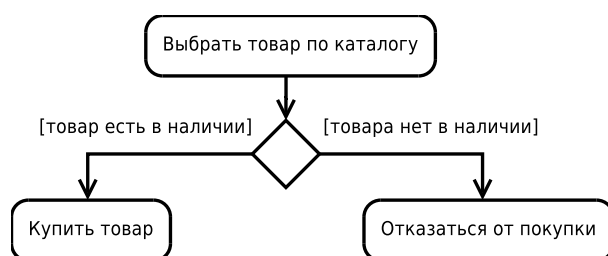 Выбрать товар по каталогу
[товар есть в наличии]
[товара нет в наличии]
Купить товар
Отказаться от покупки